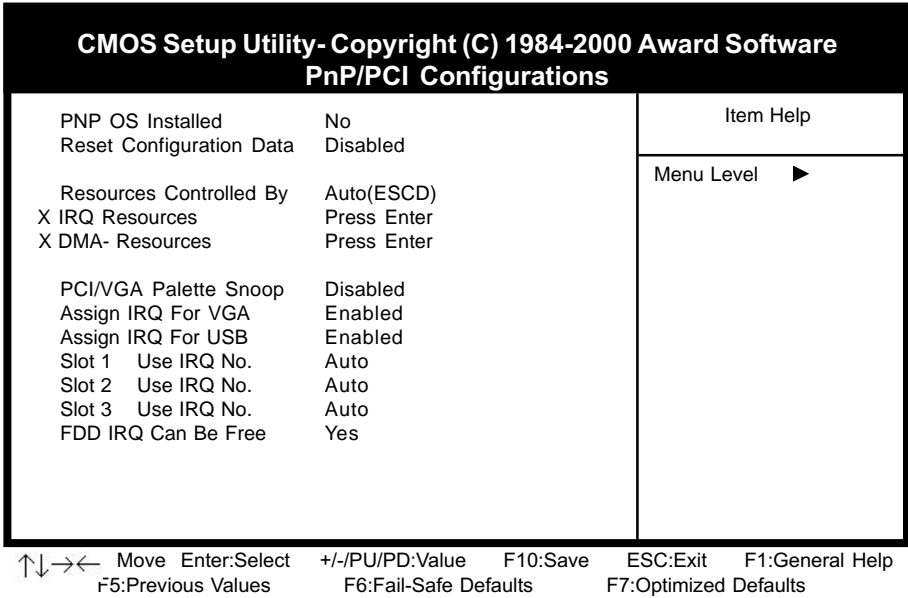 CMOS Setup Utility- Copyright (C) 1984-2000 Award Software
PnP/PCI Configurations
PNP OS Installed No
Reset Configuration Data Disabled
Resources Controlled By Auto(ESCD)
X IRQ Resources Press Enter
X DMA- Resources Press Enter
PCI/VGA Palette Snoop Disabled
Assign IRQ For VGA Enabled
Assign IRQ For USB Enabled
Slot 1 Use IRQ No. Auto
Slot 2 Use IRQ No. Auto
Slot 3 Use IRQ No. Auto
FDD IRQ Can Be Free Yes
Item Help
Menu Level ►
↑↓→← Move Enter:Select +/-/PU/PD:Value F10:Save ESC:Exit F1:General Help
F5:Previous Values F6:Fail-Safe Defaults F7:Optimized Defaults